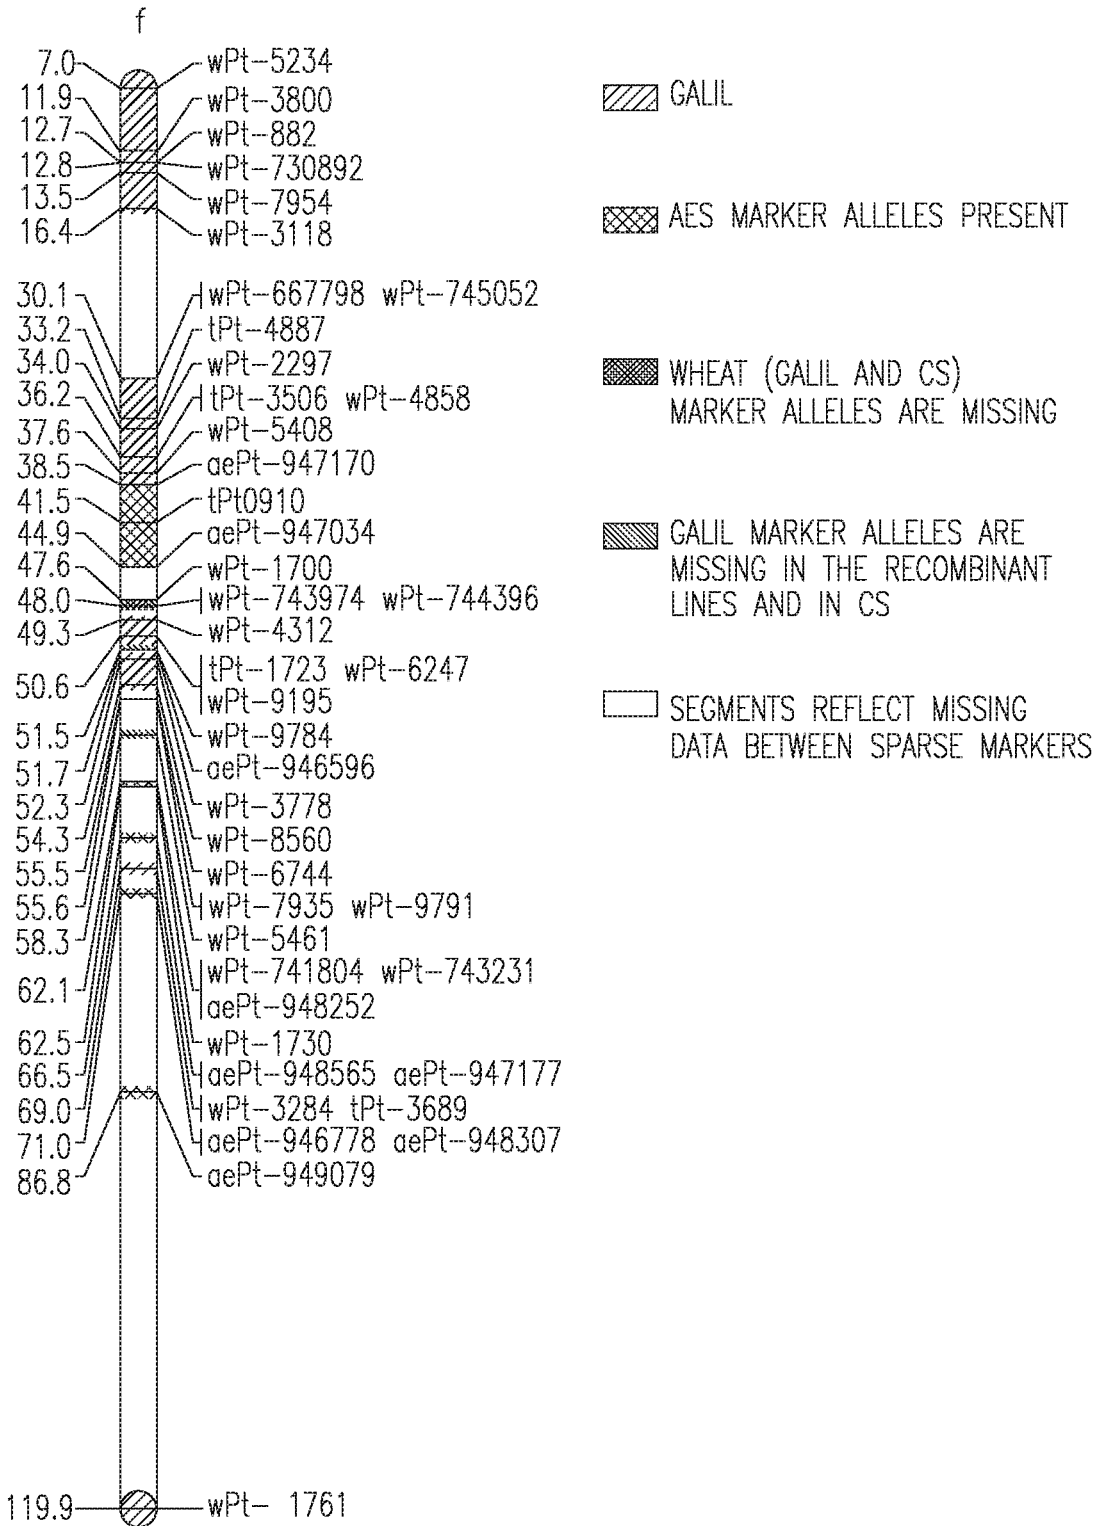 f
7.0 wPt-5234
11.9 wPt-3800
12.7 wPt-882
12.8 wPt-730892
13.5 wPt-7954
16.4 wPt-3118
30.1 wPt-667798 wPt-745052
33.2 tPt-4887
34.0 wPt-2297
36.2 tPt-3506 wPt-4858
37.6 wPt-5408
38.5 aePt-947170
41.5 tPt0910
44.9 aePt-947034
47.6 wPt-1700
48.0 wPt-743974 wPt-744396
49.3 wPt-4312
50.6 tPt-1723 wPt-6247
wPt-9195
51.5 wPt-9784
51.7 aePt-946596
52.3 wPt-3778
54.3 wPt-8560
55.5 wPt-6744
55.6 wPt-7935 wPt-9791
58.3 wPt-5461
62.1 wPt-741804 wPt-743231
aePt-948252
62.5 wPt-1730
66.5 aePt-948565 aePt-947177
69.0 wPt-3284 tPt-3689
71.0 aePt-946778 aePt-948307
86.8 aePt-949079
119.9 wPt- 1761
GALIL
AES MARKER ALLELES PRESENT
WHEAT (GALIL AND CS)
MARKER ALLELES ARE MISSING
GALIL MARKER ALLELES ARE
MISSING IN THE RECOMBINANT
LINES AND IN CS
SEGMENTS REFLECT MISSING
DATA BETWEEN SPARSE MARKERS